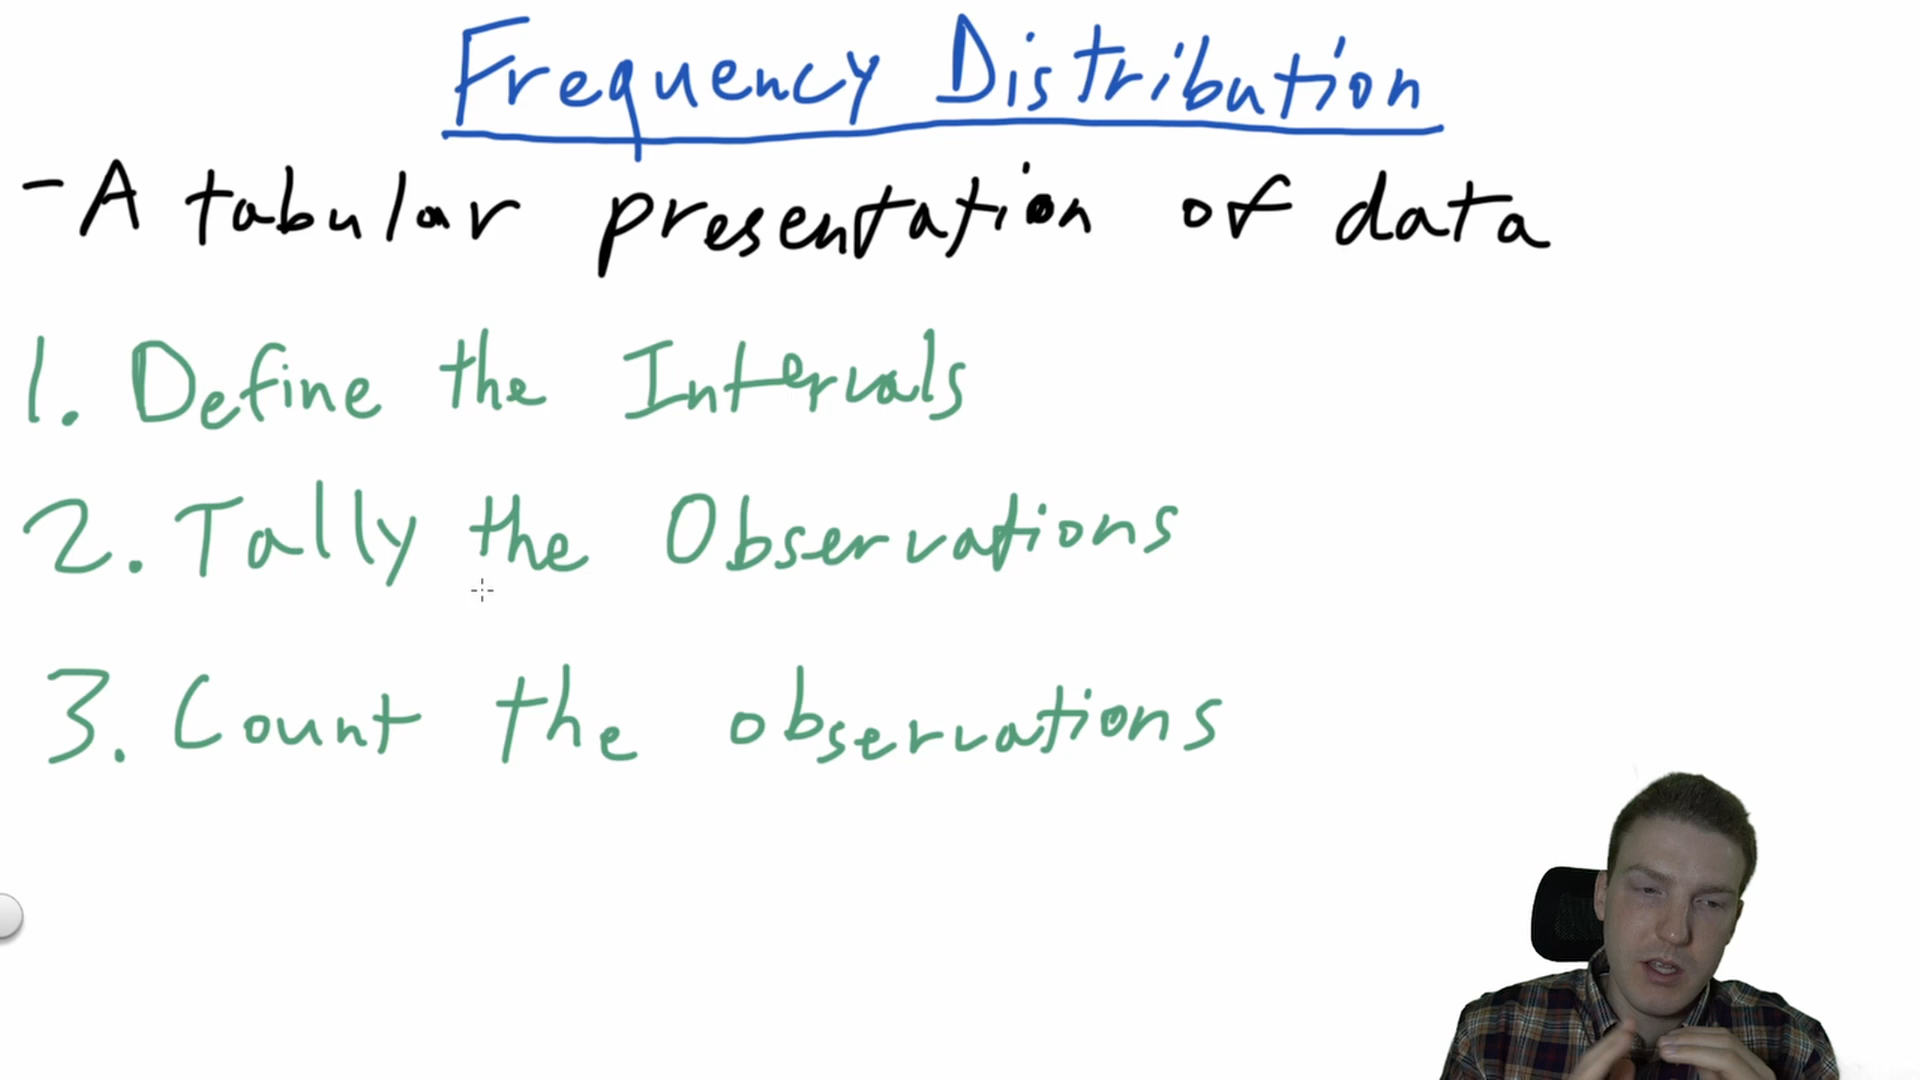 Frequency Distribution
- A tabular presentation of data
1. Define the Intervals
2. Tally the Observations
3. Count the observations